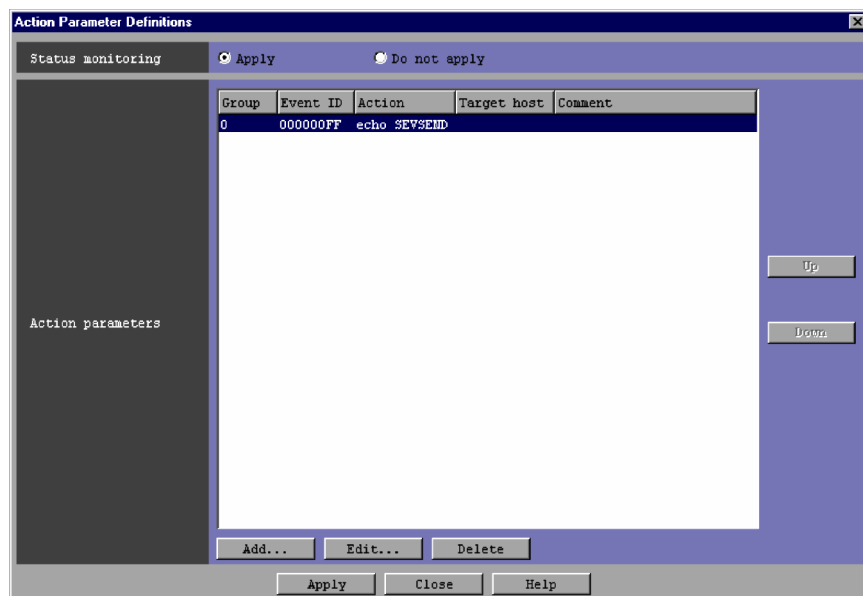 Action Parameter Definitions
Status monitoring Apply Do not apply
Group Event ID Action Target host Comment
0 000000FF echo SEVSEND
Up
Action parameters
Down
Add... Edit... Delete
Apply Close Help